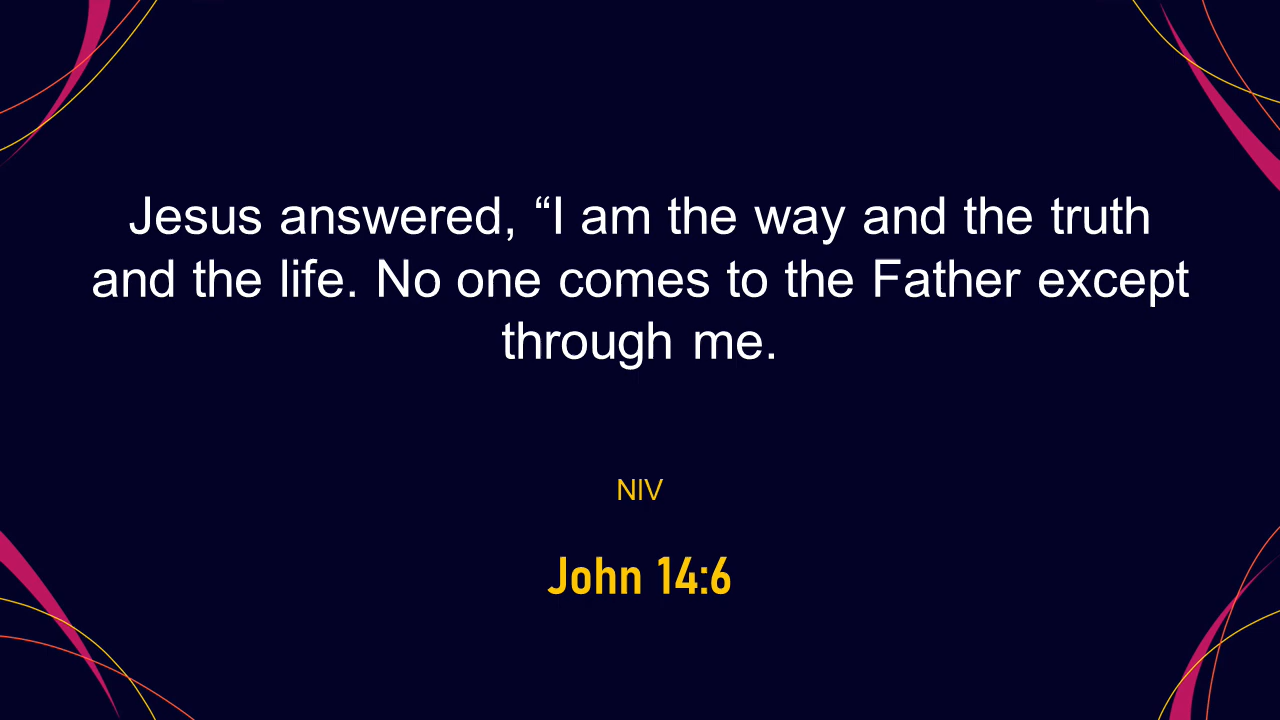 Jesus answered, “I am the way and the truth
and the life. No one comes to the Father except
through me.
NIV
John 14:6